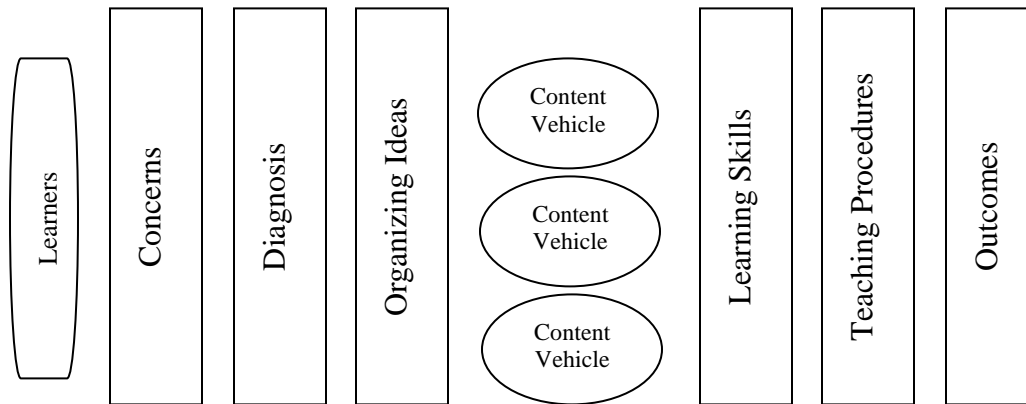 Learners
Concerns
Diagnosis
Organizing Ideas
Content
Vehicle
Content
Vehicle
Content
Vehicle
Learning Skills
Teaching Procedures
Outcomes